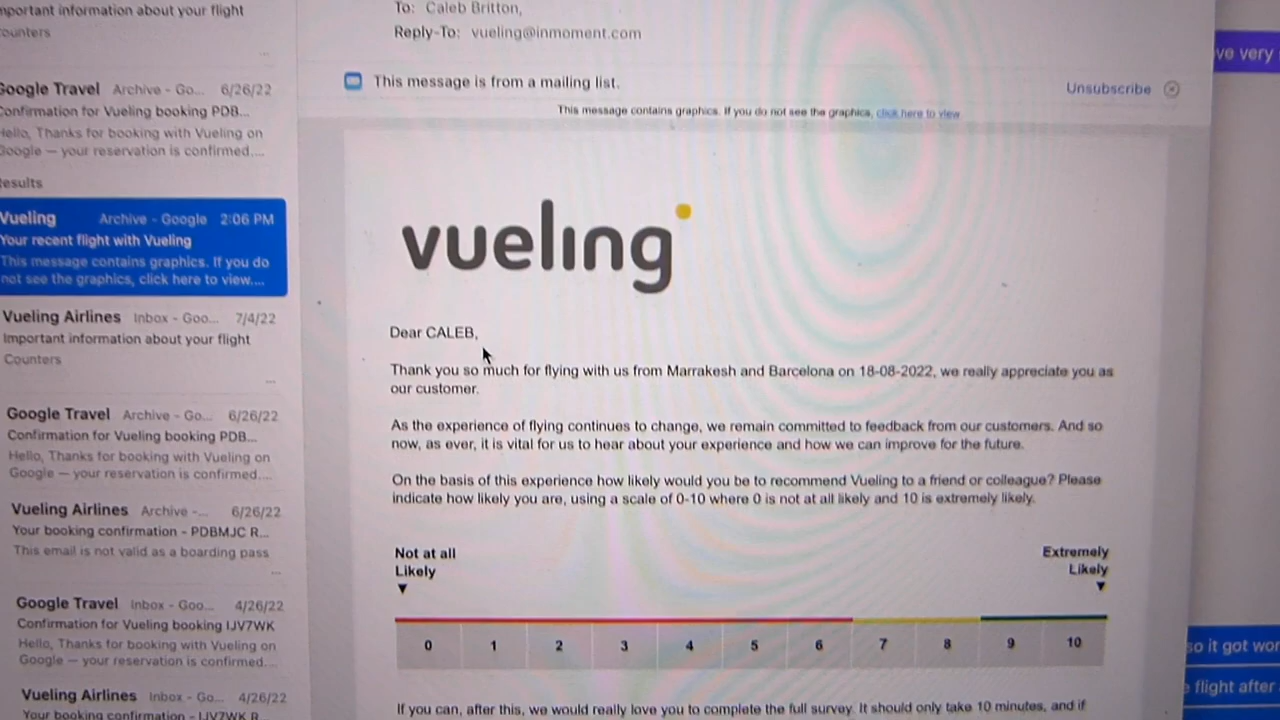 important information about your flight
counters
...
Google Travel Archive - Go... 6/26/22
Confirmation for Vueling booking PDB...
Hello, Thanks for booking with Vueling on
Google — your reservation is confirmed....
Results
Vueling Archive - Google 2:06 PM
Your recent flight with Vueling
This message contains graphics. If you do
not see the graphics, click here to view....
Vueling Airlines Inbox - Goo... 7/4/22
Important information about your flight
Counters
...
Google Travel Archive - Goo... 6/26/22
Confirmation for Vueling booking PDB...
Hello, Thanks for booking with Vueling on
Google — your reservation is confirmed....
Vueling Airlines Archive -... 6/26/22
Your booking confirmation - PDBMJC R...
This email is not valid as a boarding pass
...
Google Travel Inbox - Goo... 4/26/22
Confirmation for Vueling booking IJV7WK
Hello, Thanks for booking with Vueling on
Google — your reservation is confirmed....
Vueling Airlines Inbox - Go... 4/26/22
Your booking confirmation - IJV7WK R...
To: Caleb Britton,
Reply-To: vueling@inmoment.com
This message is from a mailing list.
Unsubscribe
This message contains graphics. If you do not see the graphics, click here to view
vueling
Dear CALEB,
Thank you so much for flying with us from Marrakesh and Barcelona on 18-08-2022, we really appreciate you as
our customer.
As the experience of flying continues to change, we remain committed to feedback from our customers. And so
now, as ever, it is vital for us to hear about your experience and how we can improve for the future.
On the basis of this experience how likely would you be to recommend Vueling to a friend or colleague? Please
indicate how likely you are, using a scale of 0-10 where 0 is not at all likely and 10 is extremely likely.
Not at all
Likely
Extremely
Likely
0 1 2 3 4 5 6 7 8 9 10
If you can, after this, we would really love you to complete the full survey. It should only take 10 minutes, and if
ve very
so it got wor
e flight after